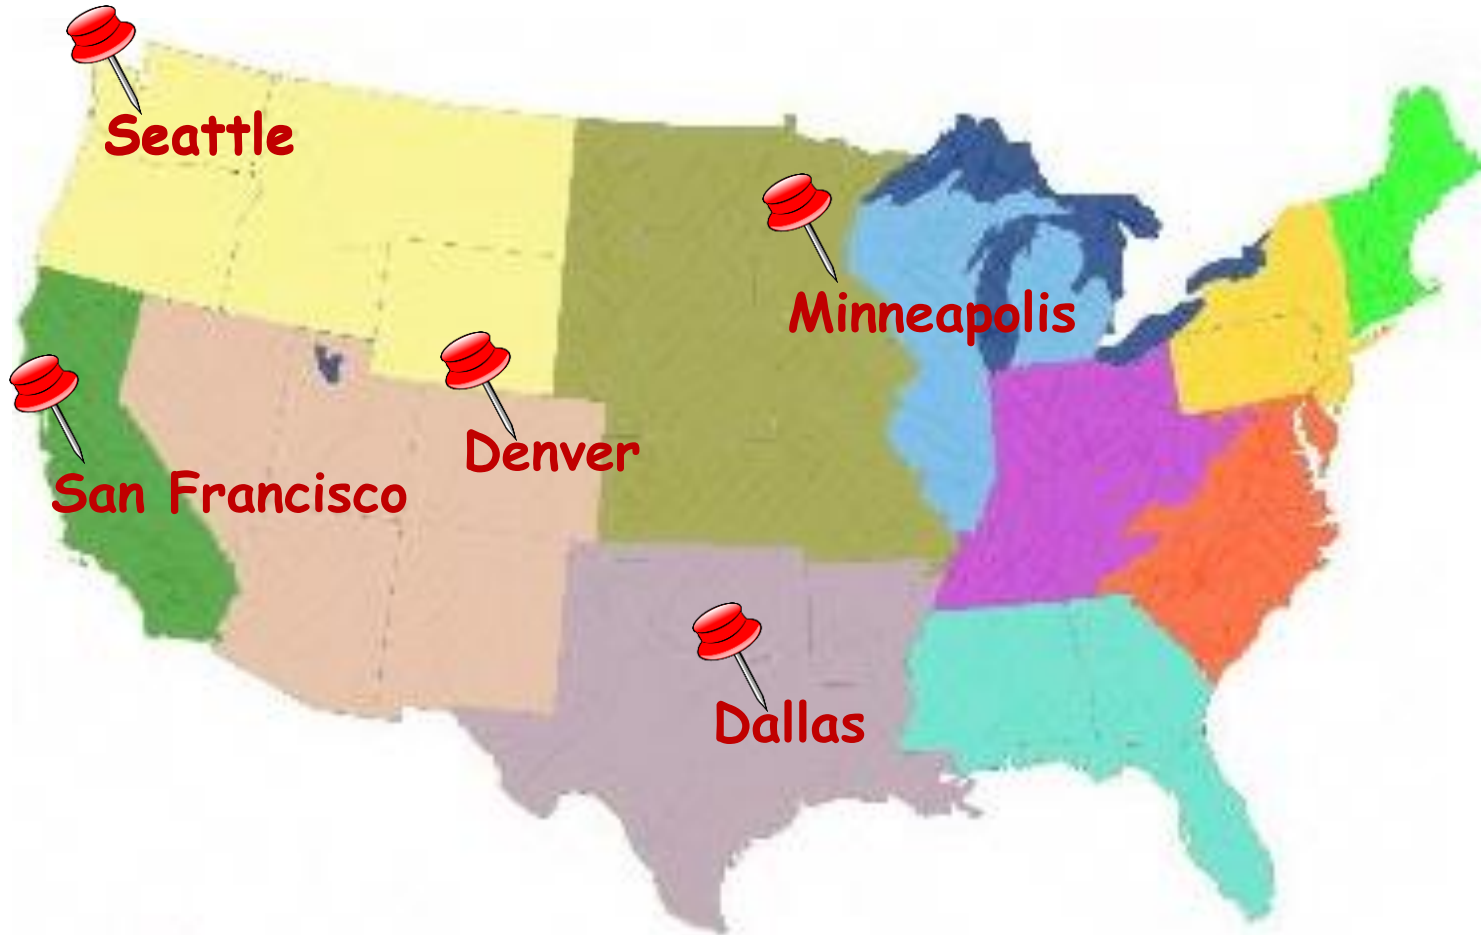 Seattle
Minneapolis
Denver
San Francisco
Dallas